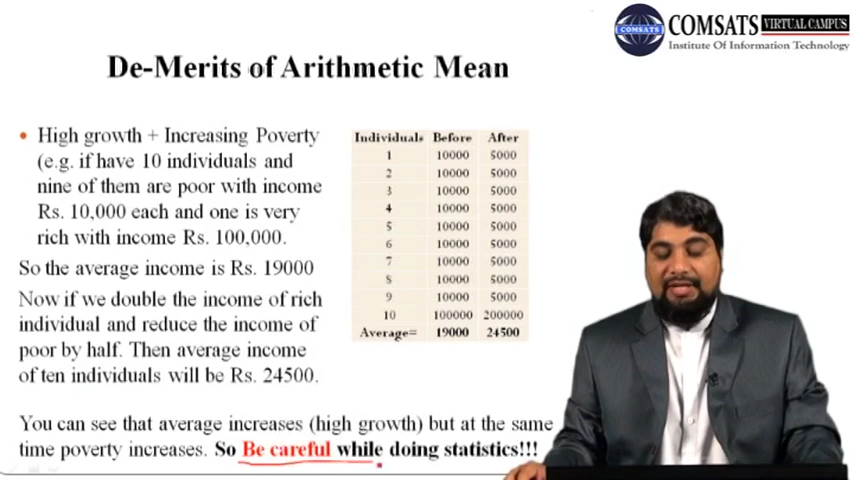 COMSATS
COMSATS VIRTUAL CAMPUS
Institute Of Information Technology
De-Merits of Arithmetic Mean
• High growth + Increasing Poverty
(e.g. if have 10 individuals and
nine of them are poor with income
Rs. 10,000 each and one is very
rich with income Rs. 100,000.
So the average income is Rs. 19000
Now if we double the income of rich
individual and reduce the income of
poor by half. Then average income
of ten individuals will be Rs. 24500.
Individuals Before After
1 10000 5000
2 10000 5000
3 10000 5000
4 10000 5000
5 10000 5000
6 10000 5000
7 10000 5000
8 10000 5000
9 10000 5000
10 100000 200000
Average= 19000 24500
You can see that average increases (high growth) but at the same
time poverty increases. So Be careful while doing statistics!!!